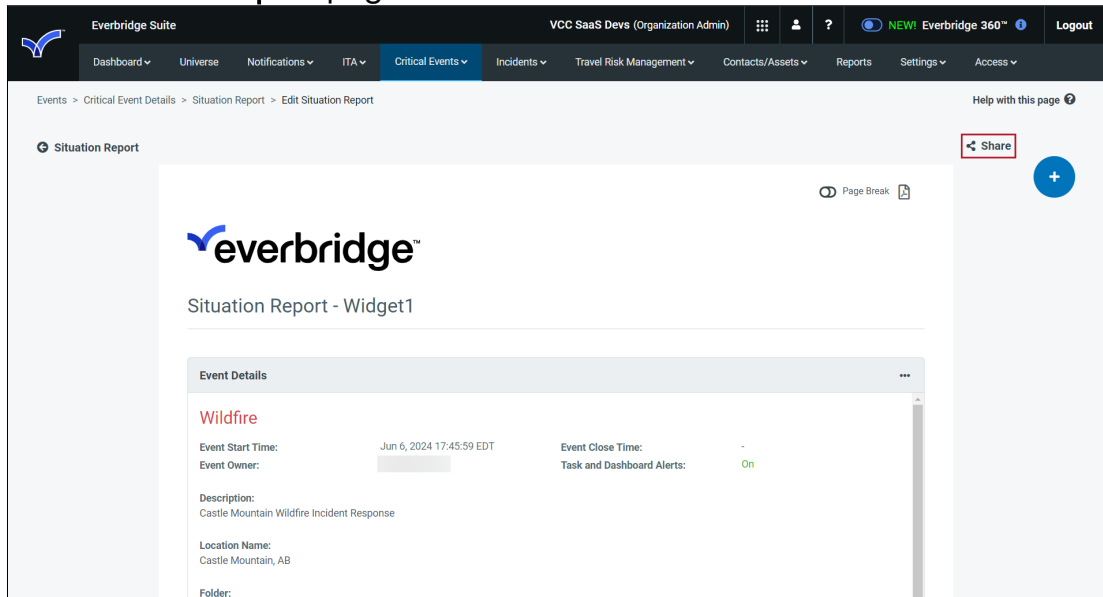 Everbridge Suite
VCC SaaS Devs (Organization Admin)
?
NEW! Everbridge 360™
Logout
Dashboard
Universe
Notifications
ITA
Critical Events
Incidents
Travel Risk Management
Contacts/Assets
Reports
Settings
Access
Events > Critical Event Details > Situation Report > Edit Situation Report
Help with this page
Situation Report
Share
+
Page Break
everbridge™
Situation Report - Widget1
Event Details
•••
Wildfire
Event Start Time: Jun 6, 2024 17:45:59 EDT Event Close Time: -
Event Owner: Task and Dashboard Alerts: On
Description:
Castle Mountain Wildfire Incident Response
Location Name:
Castle Mountain, AB
Folder: